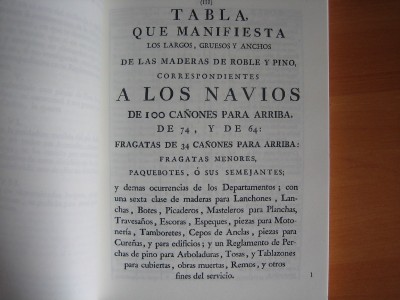 (III)
TABLA,
QUE MANIFIESTA
LOS LARGOS, GRUESOS Y ANCHOS
DE LAS MADERAS DE ROBLE Y PINO,
CORRESPONDIENTES
A LOS NAVIOS
DE 100 CAÑONES PARA ARRIBA.
DE 74, Y DE 64:
FRAGATAS DE 34 CAÑONES PARA ARRIBA:
FRAGATAS MENORES,
PAQUEBOTES, Ó SUS SEMEJANTES;
y demas ocurrencias de los Departamentos; con
una sexta clase de maderas para Lanchones, Lan-
chas, Botes, Picaderos, Masteleros para Planchas,
Travesaños, Escoras, Espeques, piezas para Moto-
nería, Tamboretes, Cepos de Anclas, piezas para
Cureñas, y para edificios; y un Reglamento de Per-
chas de pino para Arboladuras, Tosas, y Tablazones
para cubiertas, obras muertas, Remos, y otros
fines del servicio.
1